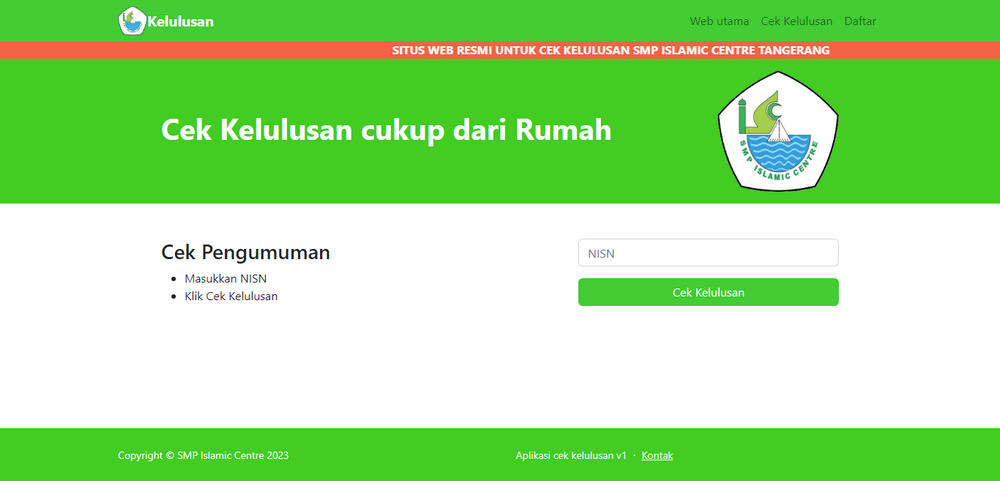 Kelulusan
Web utama Cek Kelulusan Daftar
SITUS WEB RESMI UNTUK CEK KELULUSAN SMP ISLAMIC CENTRE TANGERANG
Cek Kelulusan cukup dari Rumah
SMP ISLAMIC CENTRE
Cek Pengumuman
Masukkan NISN
Klik Cek Kelulusan
NISN
Cek Kelulusan
Copyright © SMP Islamic Centre 2023
Aplikasi cek kelulusan v1 · Kontak